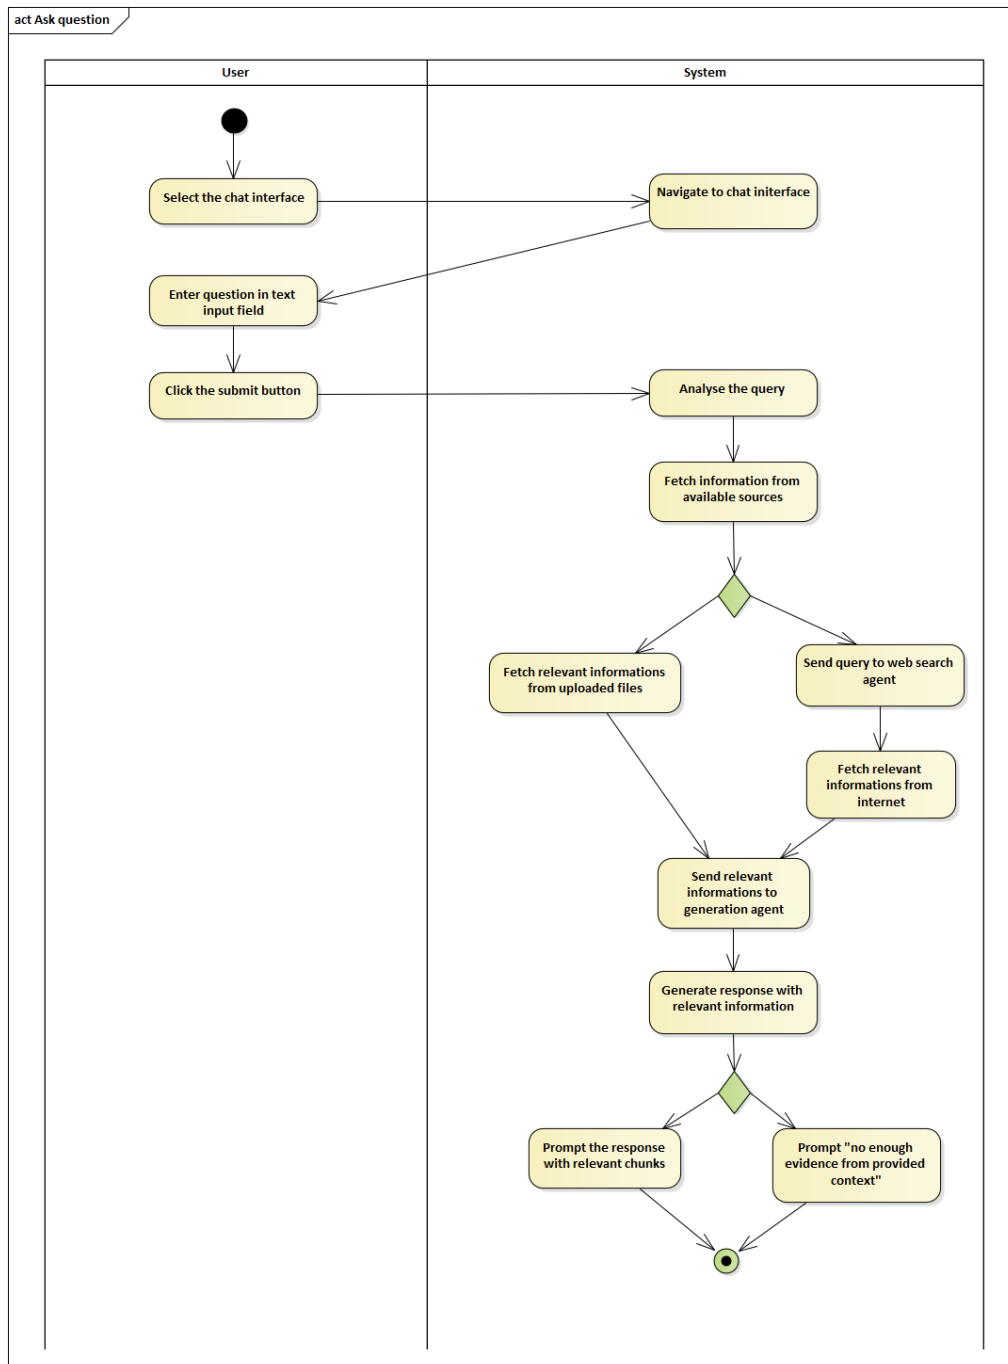 act Ask question
User
System
Select the chat interface
Navigate to chat initerface
Enter question in text
input field
Click the submit button
Analyse the query
Fetch information from
available sources
Fetch relevant informations
from uploaded files
Send query to web search
agent
Fetch relevant
informations from
internet
Send relevant
informations to
generation agent
Generate response with
relevant information
Prompt the response
with relevant chunks
Prompt "no enough
evidence from provided
context"